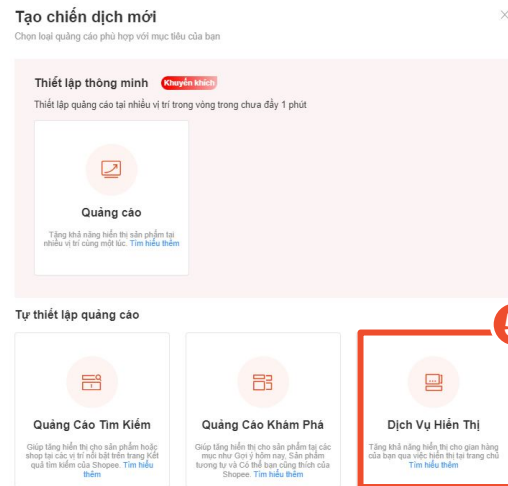 Tạo chiến dịch mới
Chọn loại quảng cáo phù hợp với mục tiêu của bạn
Thiết lập thông minh Khuyến khích
Thiết lập quảng cáo tại nhiều vị trí trong vòng trong chưa đầy 1 phút
Quảng cáo
Tăng khả năng hiển thị sản phẩm tại
nhiều vị trí cùng một lúc. Tìm hiểu thêm
Tự thiết lập quảng cáo
Quảng Cáo Tìm Kiếm
Giúp tăng hiển thị cho sản phẩm hoặc
shop tại các vị trí nổi bật trên trang Kết
quả tìm kiếm của Shopee. Tìm hiểu
thêm
Quảng Cáo Khám Phá
Giúp tăng hiển thị cho sản phẩm tại các
mục như Gợi ý hôm nay, Sản phẩm
tương tự và Có thể bạn cũng thích của
Shopee. Tìm hiểu thêm
Dịch Vụ Hiển Thị
Tăng khả năng hiển thị cho gian hàng
của bạn qua việc hiển thị tại trang chủ
Tìm hiểu thêm